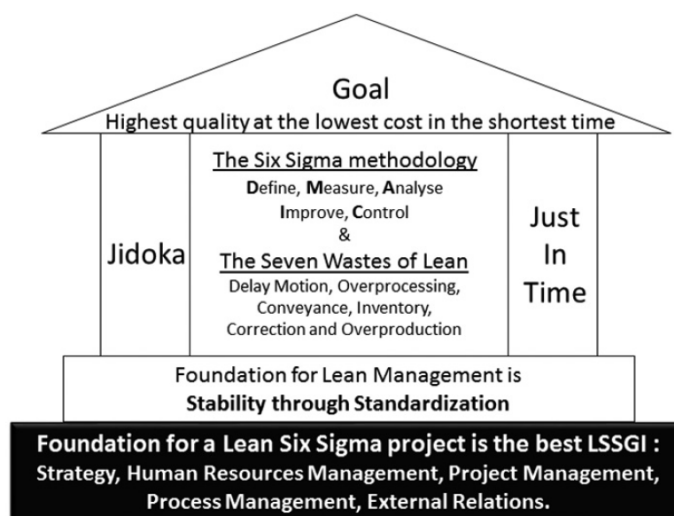 Goal
Highest quality at the lowest cost in the shortest time
Jidoka
The Six Sigma methodology
Define, Measure, Analyse
Improve, Control
&
The Seven Wastes of Lean
Delay Motion, Overprocessing,
Conveyance, Inventory,
Correction and Overproduction
Just
In
Time
Foundation for Lean Management is
Stability through Standardization
Foundation for a Lean Six Sigma project is the best LSSGI :
Strategy, Human Resources Management, Project Management,
Process Management, External Relations.